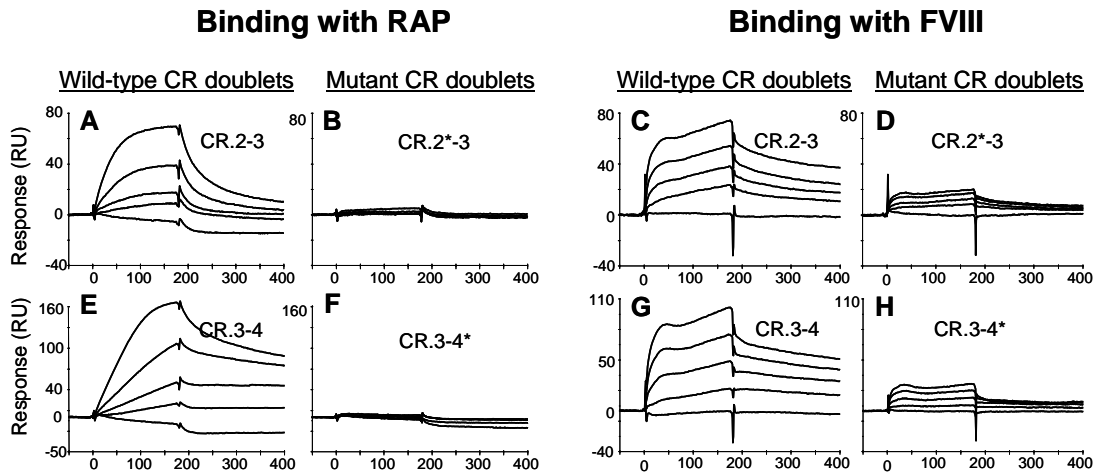 Binding with RAP Binding with FVIII
Wild-type CR doublets Mutant CR doublets Wild-type CR doublets Mutant CR doublets
80 A CR.2-3 80 B CR.2*-3 80 C CR.2-3 80 D CR.2*-3
Response (RU)
40 40
0 0
-40 -40
0 100 200 300 400 0 100 200 300 400 0 100 200 300 400 0 100 200 300 400
160 E CR.3-4 160 F CR.3-4* 110 G CR.3-4 110 H CR.3-4*
Response (RU)
100 50
40
0 0
-50 -40
0 100 200 300 400 0 100 200 300 400 0 100 200 300 400 0 100 200 300 400